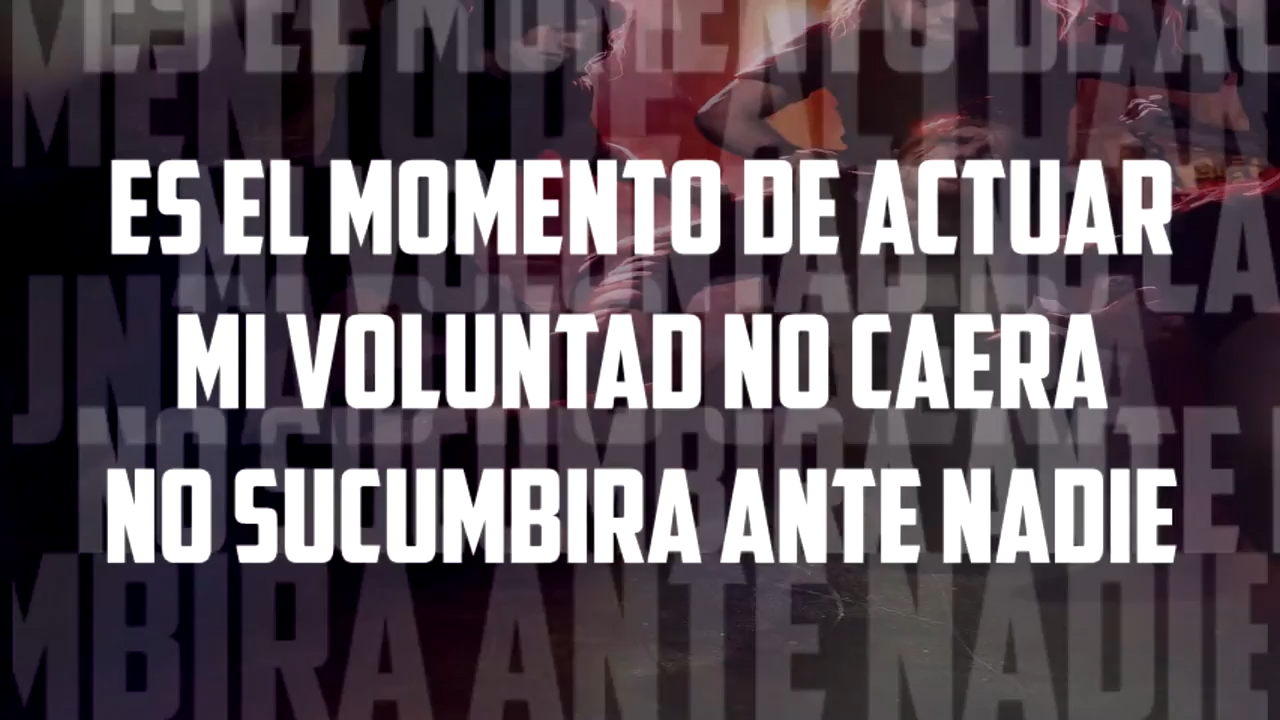 ES EL MOMENTO DE ACTUAR
MI VOLUNTAD NO CAERA
NO SUCUMBIRA ANTE NADIE